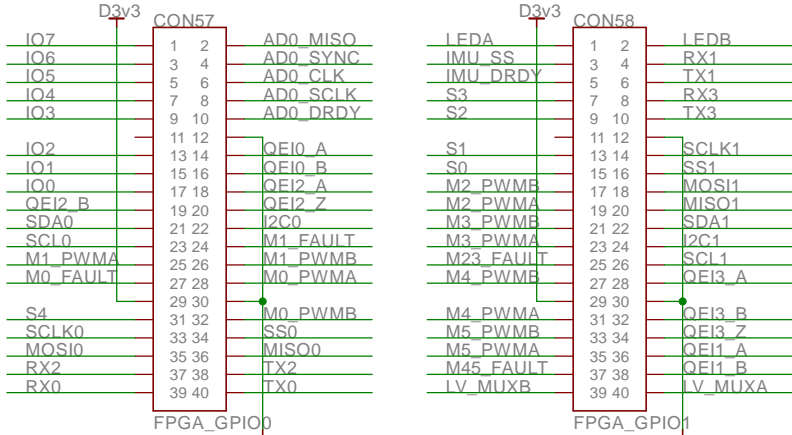 D3v3 D3v3
CON57 CON58
IO7 1 2 AD0_MISO LEDA 1 2 LEDB
IO6 3 4 AD0_SYNC IMU_SS 3 4 RX1
IO5 5 6 AD0_CLK IMU_DRDY 5 6 TX1
IO4 7 8 AD0_SCLK S3 7 8 RX3
IO3 9 10 AD0_DRDY S2 9 10 TX3
11 12 11 12
IO2 13 14 QEI0_A S1 13 14 SCLK1
IO1 15 16 QEI0_B S0 15 16 SS1
IO0 17 18 QEI2_A M2_PWMB 17 18 MOSI1
QEI2_B 19 20 QEI2_Z M2_PWMA 19 20 MISO1
SDA0 21 22 I2C0 M3_PWMB 21 22 SDA1
SCL0 23 24 M1_FAULT M3_PWMA 23 24 I2C1
M1_PWMA 25 26 M1_PWMB M23_FAULT 25 26 SCL1
M0_FAULT 27 28 M0_PWMA M4_PWMB 27 28 QEI3_A
29 30 29 30
S4 31 32 M0_PWMB M4_PWMA 31 32 QEI3_B
SCLK0 33 34 SS0 M5_PWMB 33 34 QEI3_Z
MOSI0 35 36 MISO0 M5_PWMA 35 36 QEI1_A
RX2 37 38 TX2 M45_FAULT 37 38 QEI1_B
RX0 39 40 TX0 LV_MUXB 39 40 LV_MUXA
FPGA_GPIO0 FPGA_GPIO1